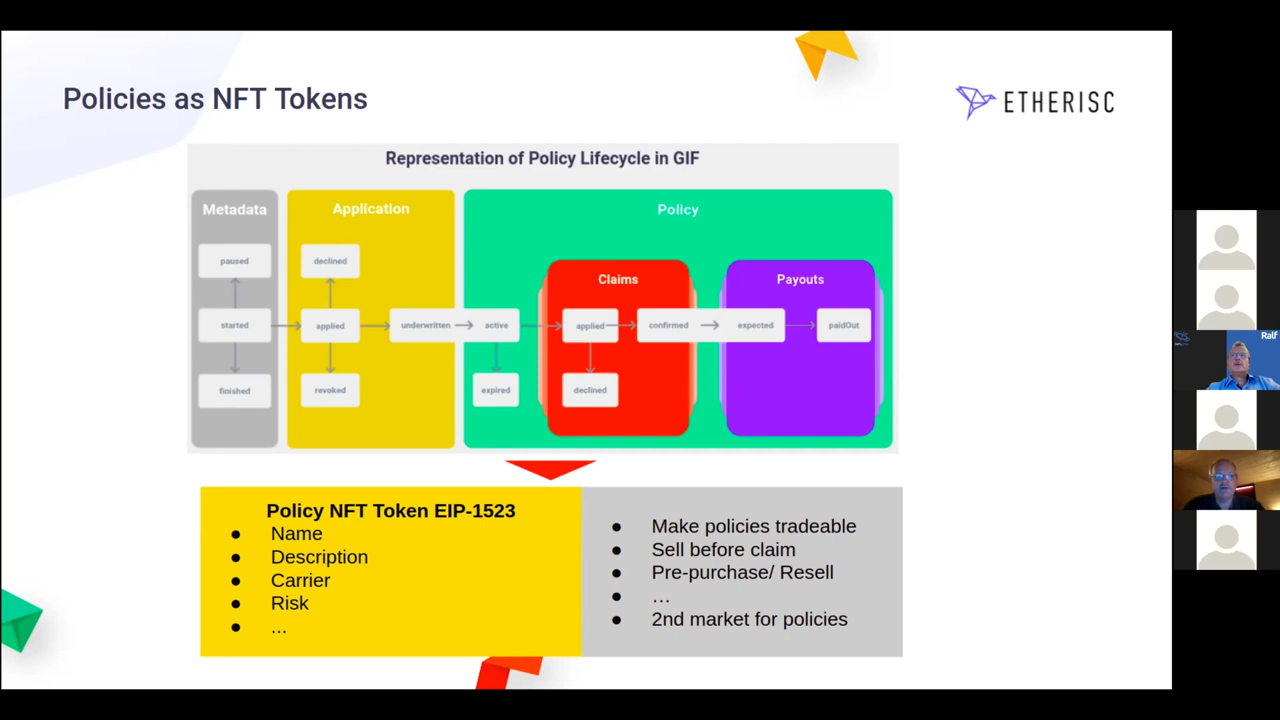 Policies as NFT Tokens
ETHERISC
Representation of Policy Lifecycle in GIF
Metadata
Application
Policy
paused
declined
Claims
Payouts
started
applied
underwritten
active
applied
confirmed
expected
paidOut
finished
revoked
expired
declined
Policy NFT Token EIP-1523
● Name
● Description
● Carrier
● Risk
● ...
● Make policies tradeable
● Sell before claim
● Pre-purchase/ Resell
● …
● 2nd market for policies
Ralf